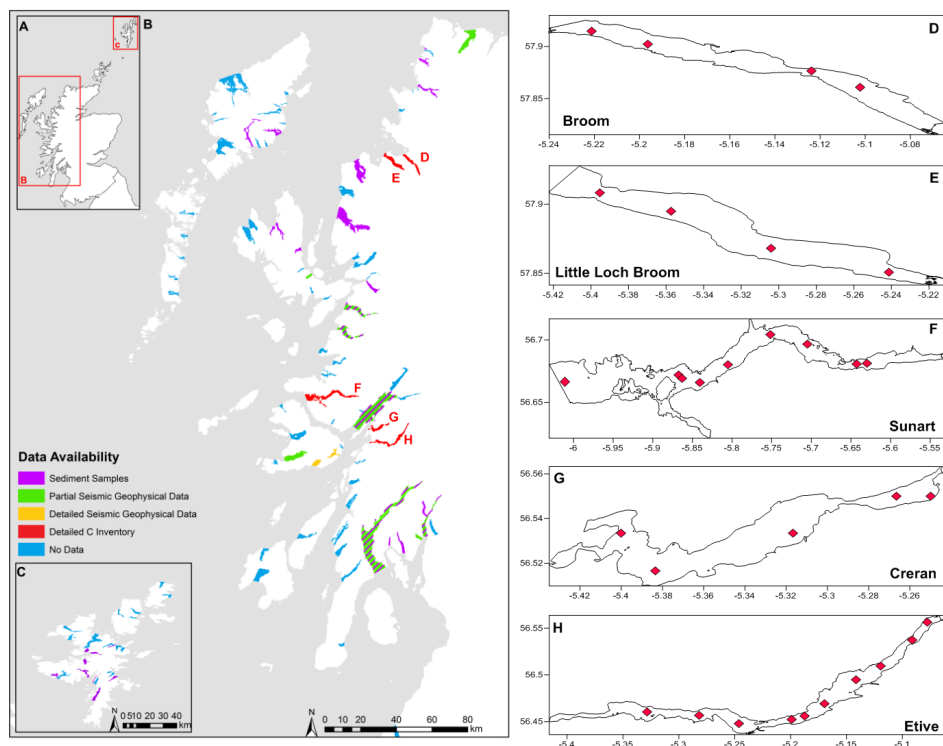 A
C
B
B
D
E
F
G
H
Data Availability
Sediment Samples
Partial Seismic Geophysical Data
Detailed Seismic Geophysical Data
Detailed C Inventory
No Data
C
N
0 5 10 20 30 40
km
N
0 10 20 40 60 80
km
D
57.9
57.85
Broom
-5.24 -5.22 -5.2 -5.18 -5.16 -5.14 -5.12 -5.1 -5.08
E
57.9
57.85
Little Loch Broom
-5.42 -5.4 -5.38 -5.36 -5.34 -5.32 -5.3 -5.28 -5.26 -5.24 -5.22
F
56.7
56.65
Sunart
-6 -5.95 -5.9 -5.85 -5.8 -5.75 -5.7 -5.65 -5.6 -5.55
G
56.56
56.54
56.52
Creran
-5.42 -5.4 -5.38 -5.36 -5.34 -5.32 -5.3 -5.28 -5.26
H
56.55
56.5
56.45
Etive
-5.4 -5.35 -5.3 -5.25 -5.2 -5.15 -5.1